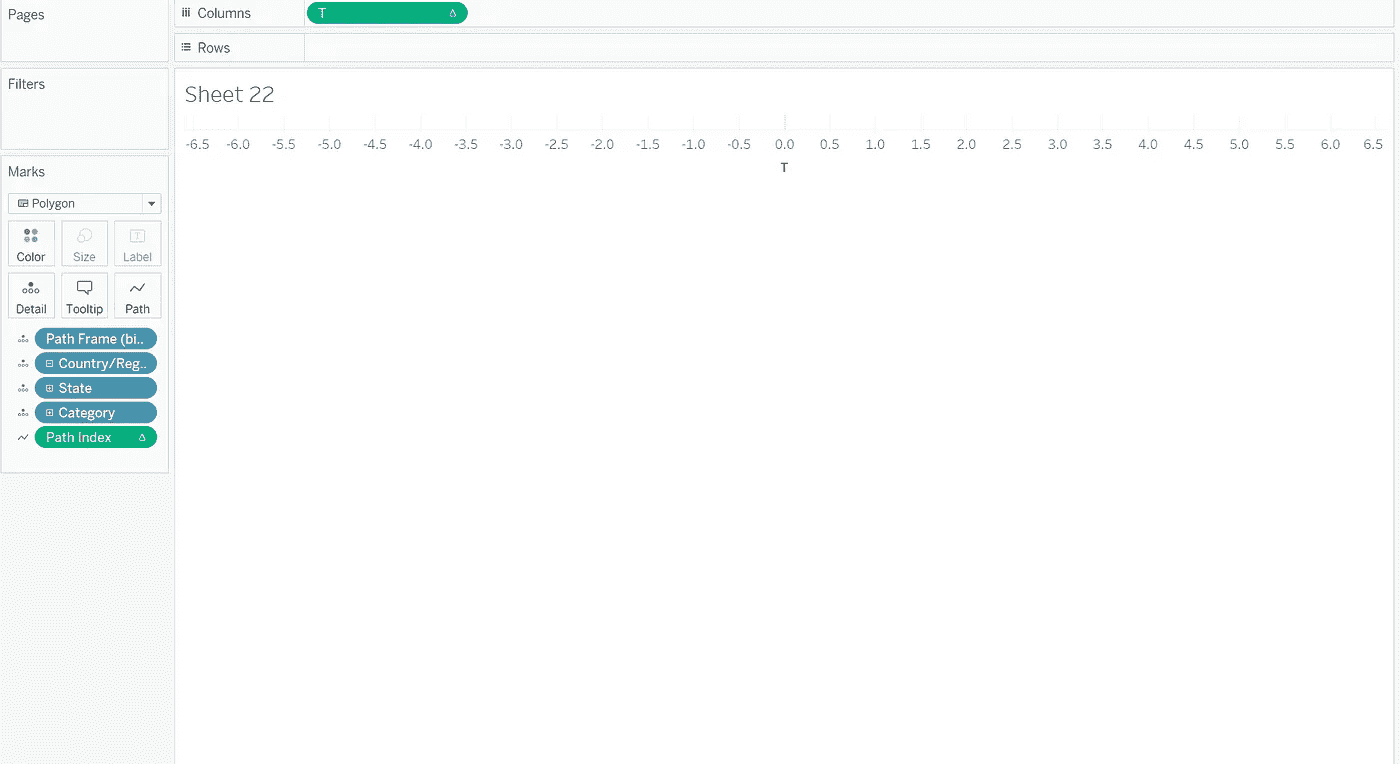 Pages
Columns
T
Rows
Filters
Sheet 22
-6.5 -6.0 -5.5 -5.0 -4.5 -4.0 -3.5 -3.0 -2.5 -2.0 -1.5 -1.0 -0.5 0.0 0.5 1.0 1.5 2.0 2.5 3.0 3.5 4.0 4.5 5.0 5.5 6.0 6.5
T
Marks
Polygon
Color Size Label
Detail Tooltip Path
Path Frame (bi..
Country/Reg..
State
Category
Path Index